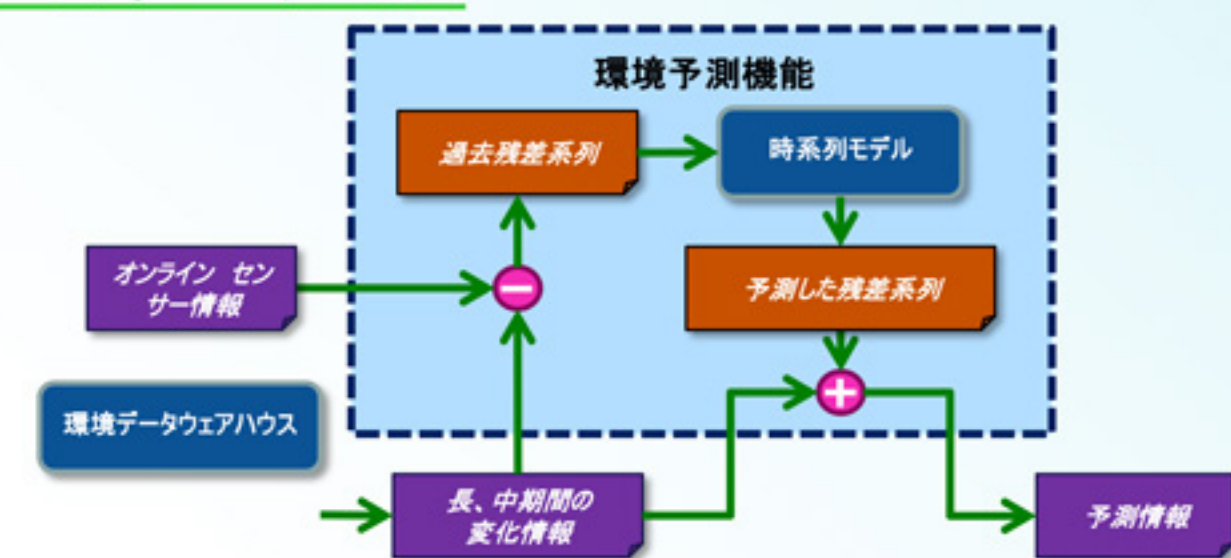 環境予測機能
過去残差系列
時系列モデル
オンライン セン
サー情報
予測した残差系列
環境データウェアハウス
長、中期間の
変化情報
予測情報